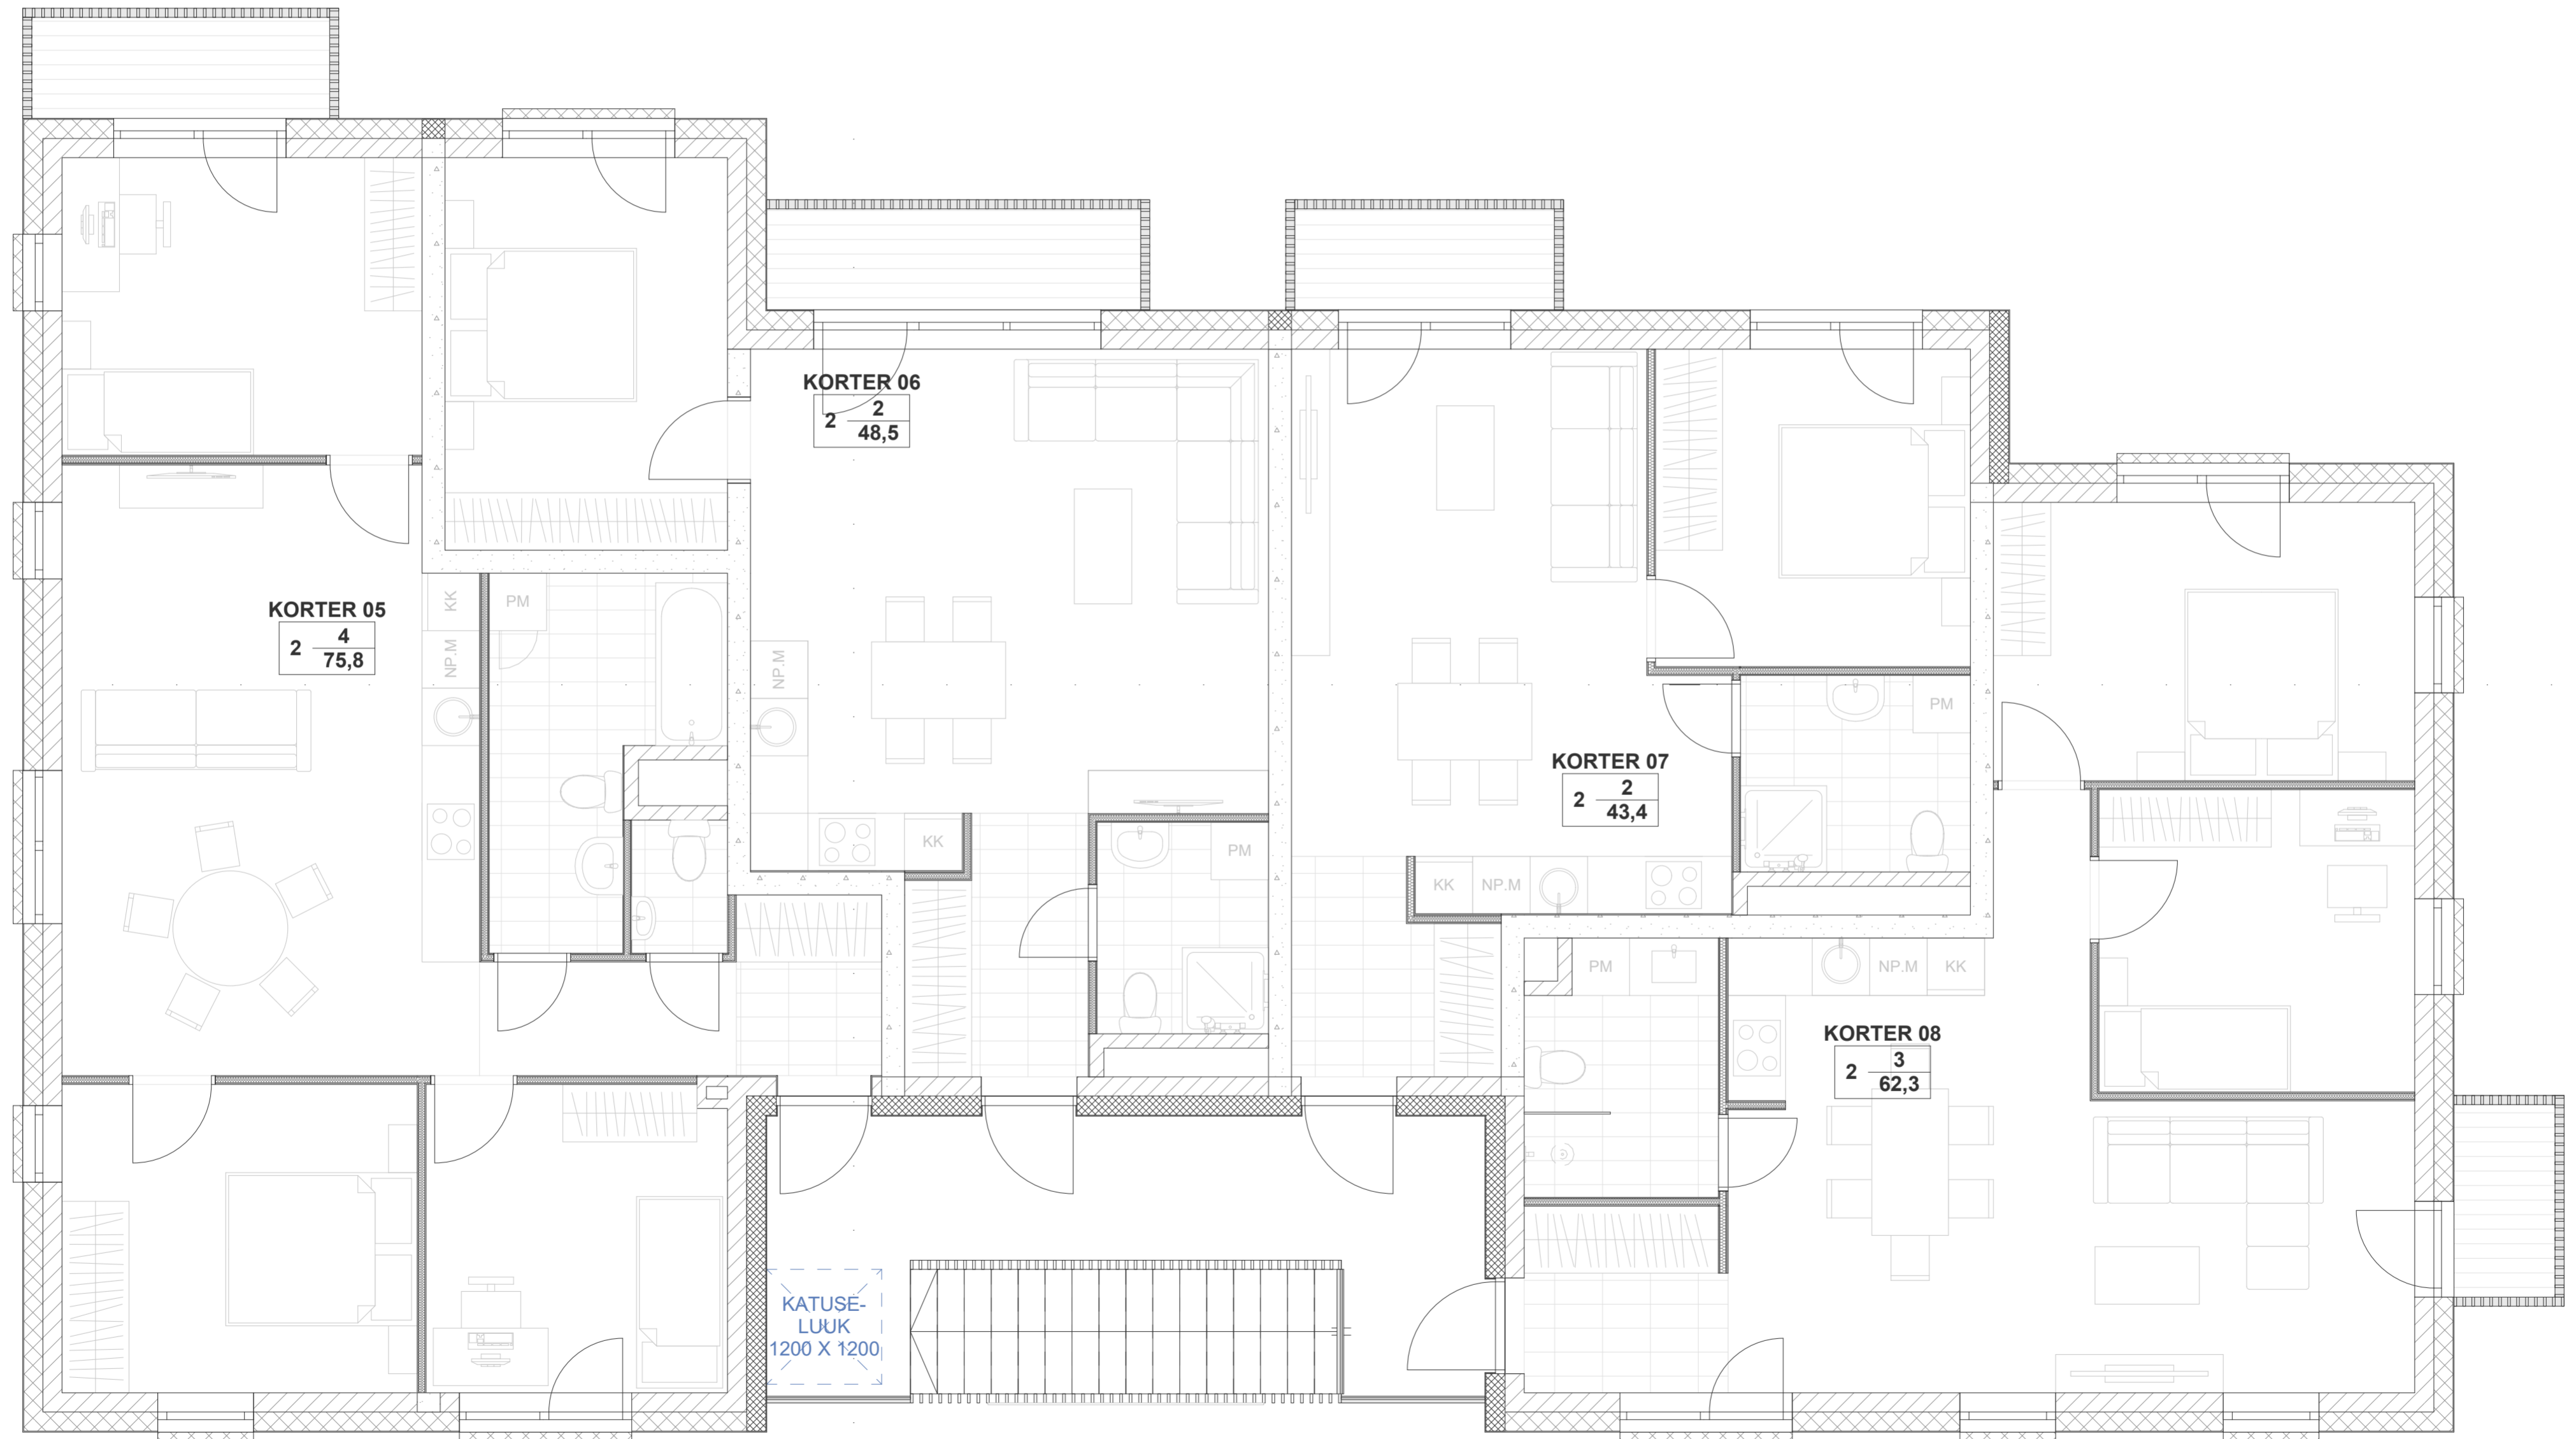 KORTER 06
2
2
48,5
KORTER 05
2
4
75,8
KK
NP.M
PM
NP.M
KK
PM
KORTER 07
2
2
43,4
PM
KK
NP.M
PM
NP.M
KK
KORTER 08
2
3
62,3
KATUSE-
LUUK
1200 X 1200